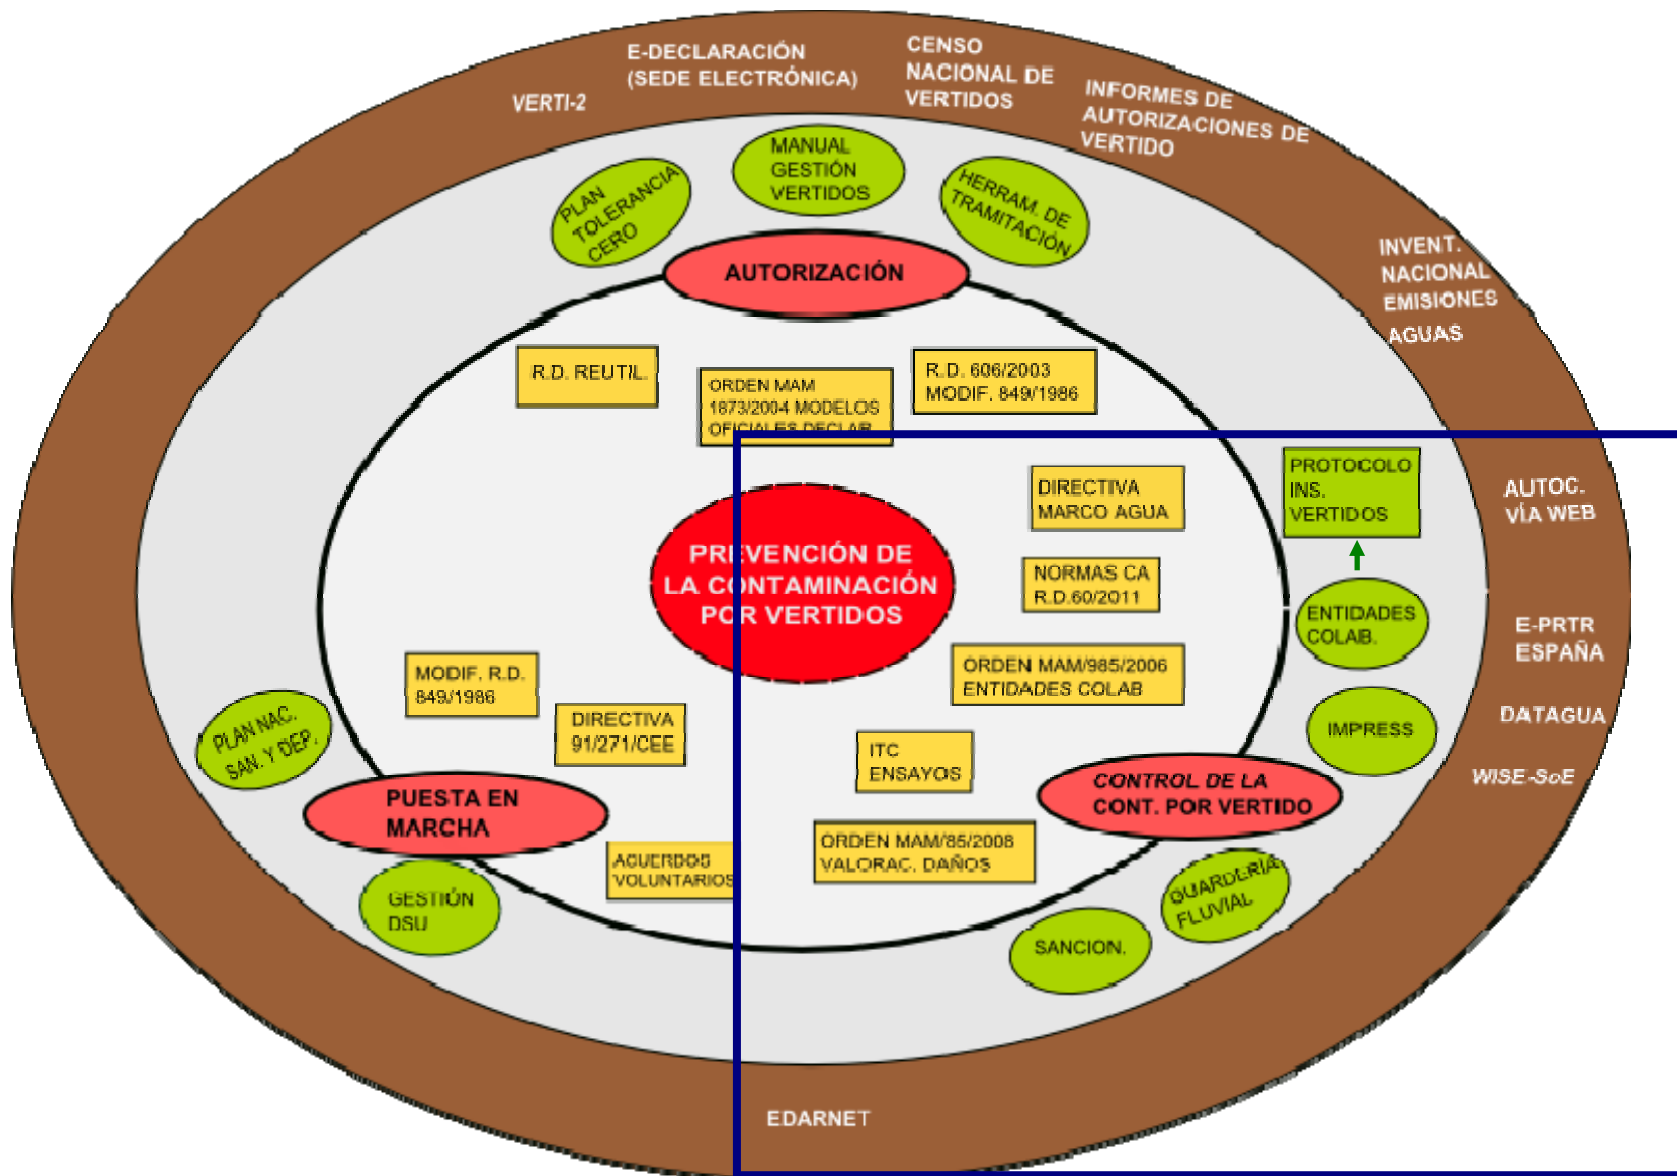 E-DECLARACIÓN
(SEDE ELECTRÓNICA)
VERTI-2
CENSO
NACIONAL DE
VERTIDOS
INFORMES DE
AUTORIZACIONES DE
VERTIDO
INVENT.
NACIONAL
EMISIONES
AGUAS
PLAN
TOLERANCIA
CERO
MANUAL
GESTIÓN
VERTIDOS
HERRAM. DE
TRAMITACIÓN
AUTORIZACIÓN
R.D. REUTIL.
ORDEN MAM
1873/2004 MODELOS
OFICIALES DECLAR.
R.D. 606/2003
MODIF. 849/1986
DIRECTIVA
MARCO AGUA
PROTOCOLO
INS.
VERTIDOS
AUTOC.
VÍA WEB
PREVENCIÓN DE
LA CONTAMINACIÓN
POR VERTIDOS
NORMAS CA
R.D.60/2011
ENTIDADES
COLAB.
E-PRTR
ESPAÑA
ORDEN MAM/985/2006
ENTIDADES COLAB
MODIF. R.D.
849/1986
DIRECTIVA
91/271/CEE
PLAN NAC.
SAN. Y DEP.
IMPRESS
DATAGUA
WISE-SoE
ITC
ENSAYOS
CONTROL DE LA
CONT. POR VERTIDO
PUESTA EN
MARCHA
ORDEN MAM/85/2008
VALORAC. DAÑOS
ACUERDOS
VOLUNTARIOS
GESTIÓN
DSU
GUARDERÍA
FLUVIAL
SANCION.
EDARNET